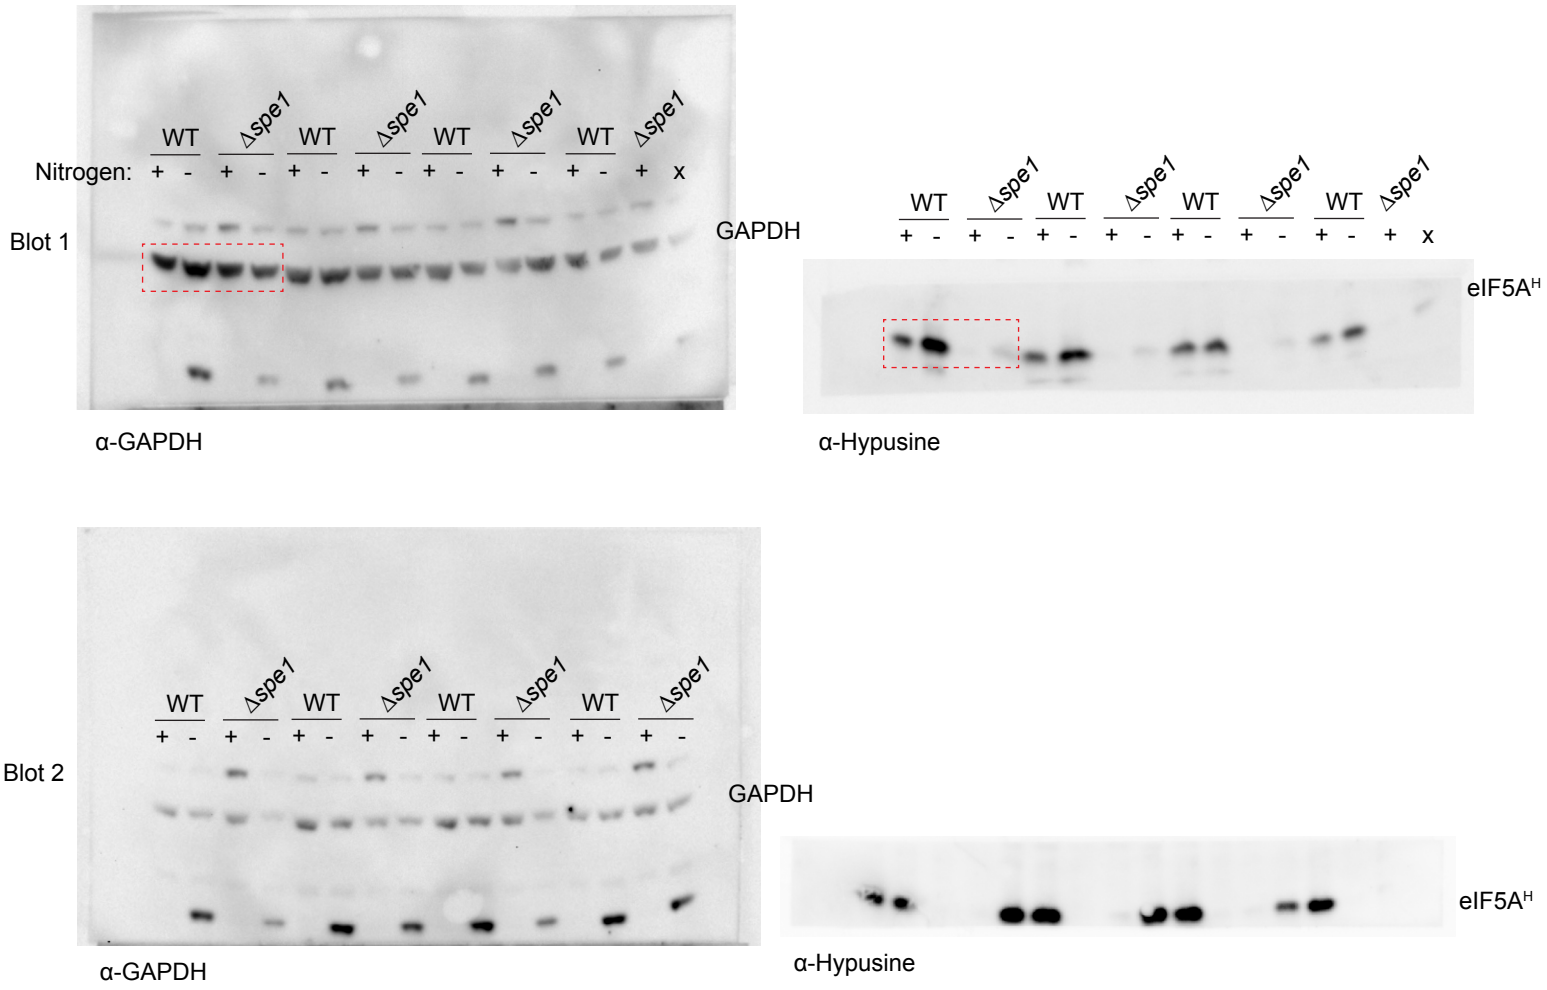 WT Δspe1 WT Δspe1 WT Δspe1 WT Δspe1
Nitrogen: + - + - + - + - + - + - + - + x
Blot 1
GAPDH
α-GAPDH
WT Δspe1 WT Δspe1 WT Δspe1 WT Δspe1
+ - + - + - + - + - + - + - + x
eIF5Aᴴ
α-Hypusine
WT Δspe1 WT Δspe1 WT Δspe1 WT Δspe1
+ - + - + - + - + - + - + - + -
Blot 2
GAPDH
α-GAPDH
eIF5Aᴴ
α-Hypusine